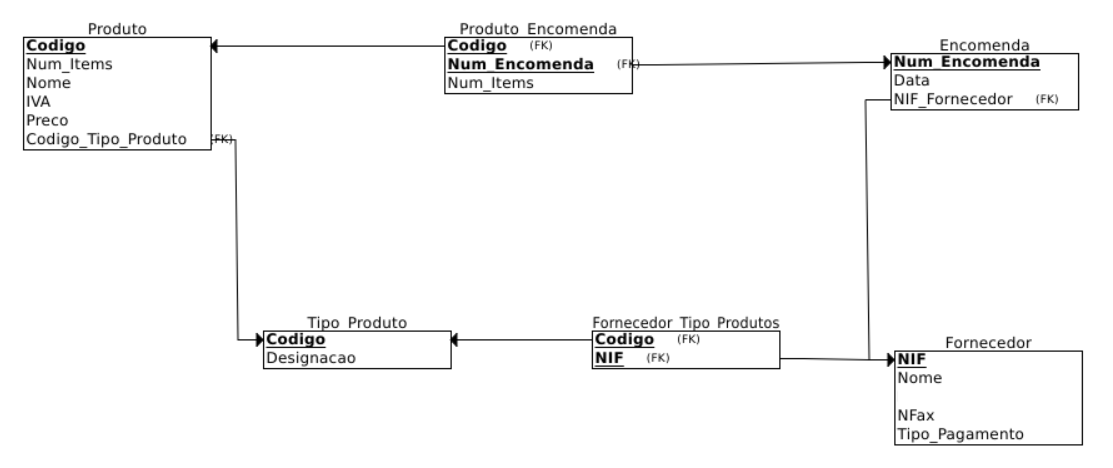 Produto
Codigo
Num_Items
Nome
IVA
Preco
Codigo_Tipo_Produto (FK)
Produto_Encomenda
Codigo (FK)
Num_Encomenda (FK)
Num_Items
Encomenda
Num_Encomenda
Data
NIF_Fornecedor (FK)
Tipo_Produto
Codigo
Designacao
Fornecedor_Tipo_Produtos
Codigo (FK)
NIF (FK)
Fornecedor
NIF
Nome
NFax
Tipo_Pagamento